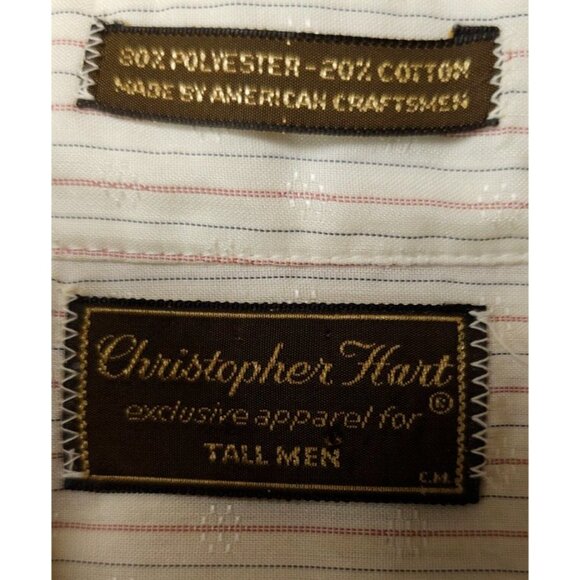 80% POLYESTER - 20% COTTON
MADE BY AMERICAN CRAFTSMEN
Christopher Hart ®
exclusive apparel for
TALL MEN
C.M.